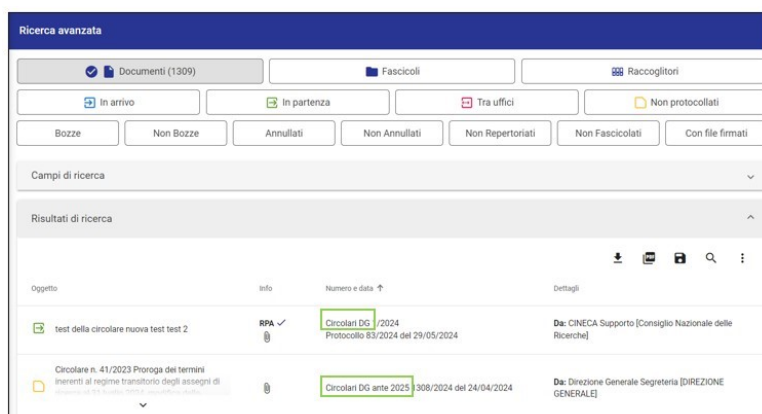 Ricerca avanzata
Documenti (1309)
Fascicoli
Raccoglitori
In arrivo
In partenza
Tra uffici
Non protocollati
Bozze
Non Bozze
Annullati
Non Annullati
Non Repertoriati
Non Fascicolati
Con file firmati
Campi di ricerca
Risultati di ricerca
PDF
Oggetto
Info
Numero e data
Dettagli
test della circolare nuova test test 2
RPA
Circolari DG /2024
Protocollo 83/2024 del 29/05/2024
Da: CINECA Supporto [Consiglio Nazionale delle
Ricerche]
Circolare n. 41/2023 Proroga dei termini
inerenti al regime transitorio degli assegni di
Circolari DG ante 2025 1308/2024 del 24/04/2024
Da: Direzione Generale Segreteria [DIREZIONE
GENERALE]